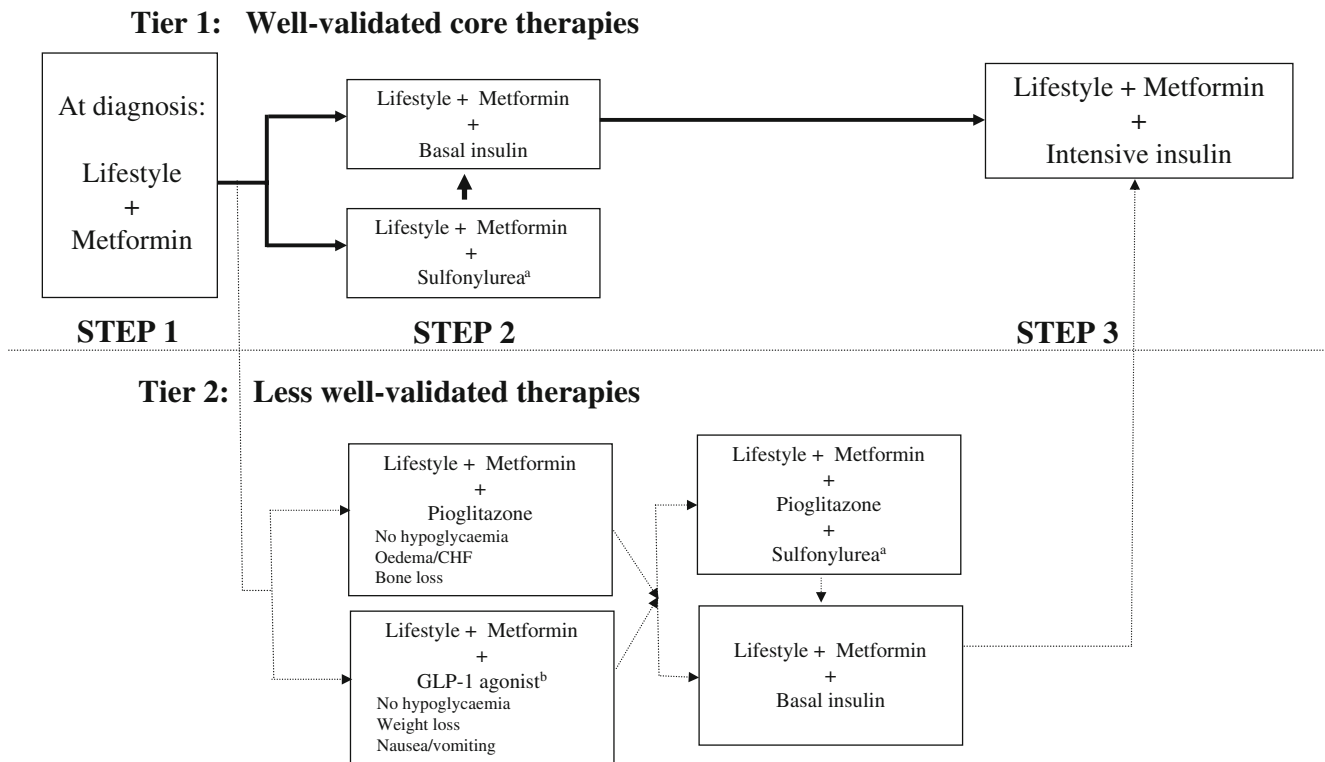 Tier 1: Well-validated core therapies
At diagnosis:
Lifestyle
+
Metformin
Lifestyle + Metformin
+
Basal insulin
Lifestyle + Metformin
+
Sulfonylureaᵃ
Lifestyle + Metformin
+
Intensive insulin
STEP 1
STEP 2
STEP 3
Tier 2: Less well-validated therapies
Lifestyle + Metformin
+
Pioglitazone
No hypoglycaemia
Oedema/CHF
Bone loss
Lifestyle + Metformin
+
GLP-1 agonistᵇ
No hypoglycaemia
Weight loss
Nausea/vomiting
Lifestyle + Metformin
+
Pioglitazone
+
Sulfonylureaᵃ
Lifestyle + Metformin
+
Basal insulin